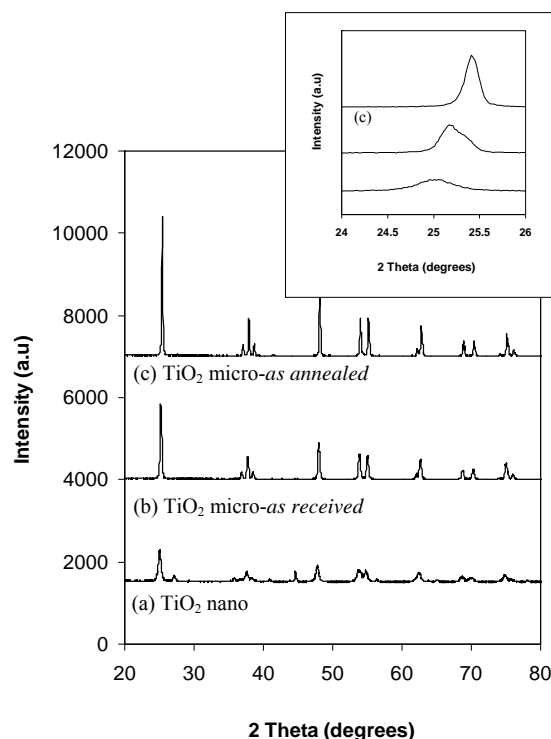 Intensity (a.u)
(c)
24 24.5 25 25.5 26
2 Theta (degrees)
12000
10000
8000
6000
4000
2000
0
Intensity (a.u)
(c) TiO₂ micro-as annealed
(b) TiO₂ micro-as received
(a) TiO₂ nano
20 30 40 50 60 70 80
2 Theta (degrees)